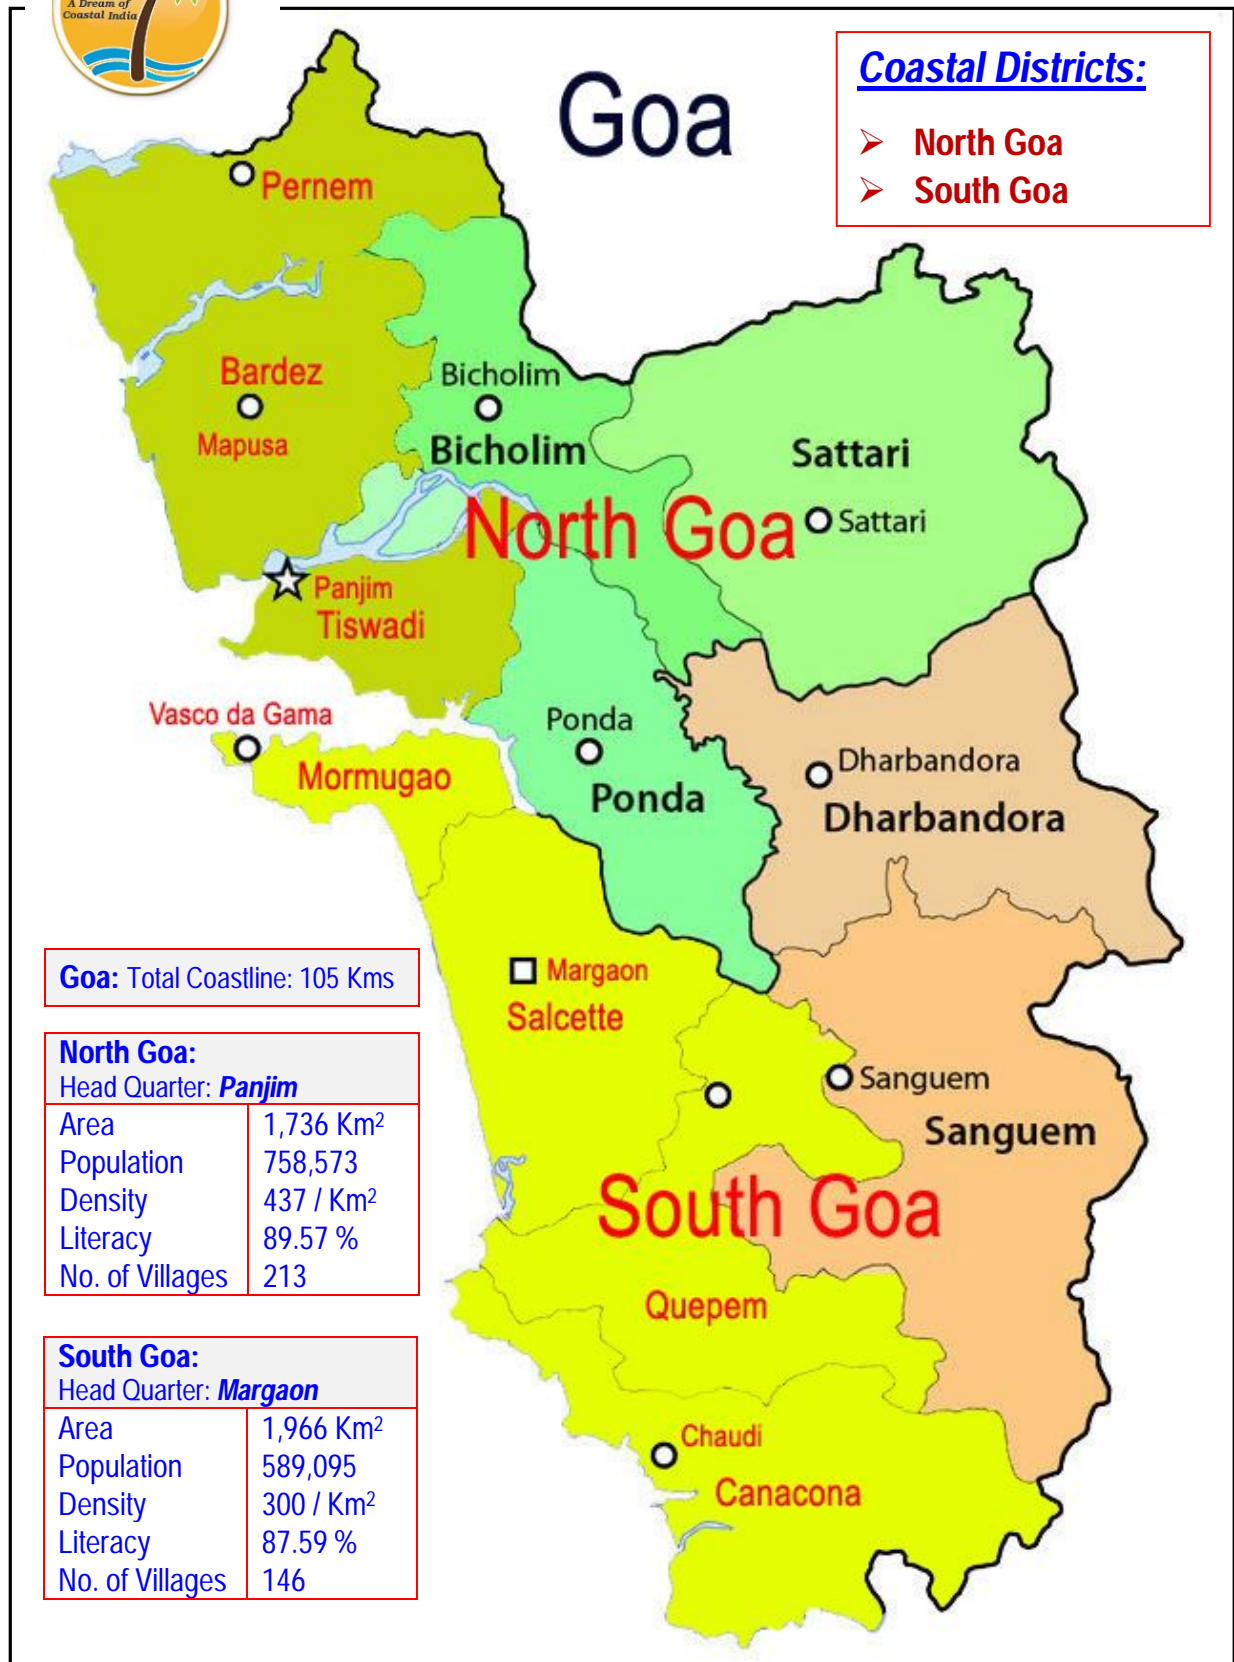 A Dream of
Coastal India
Goa
Coastal Districts:
➢ North Goa
➢ South Goa
Pernem
Bardez
Mapusa
Bicholim
Bicholim
Sattari
Sattari
North Goa
Panjim
Tiswadi
Vasco da Gama
Mormugao
Ponda
Ponda
Dharbandora
Dharbandora
Goa: Total Coastline: 105 Kms
Margaon
Salcette
Sanguem
Sanguem
South Goa
Quepem
Chaudi
Canacona
North Goa:
Head Quarter: Panjim
Area 1,736 Km²
Population 758,573
Density 437 / Km²
Literacy 89.57 %
No. of Villages 213
South Goa:
Head Quarter: Margaon
Area 1,966 Km²
Population 589,095
Density 300 / Km²
Literacy 87.59 %
No. of Villages 146